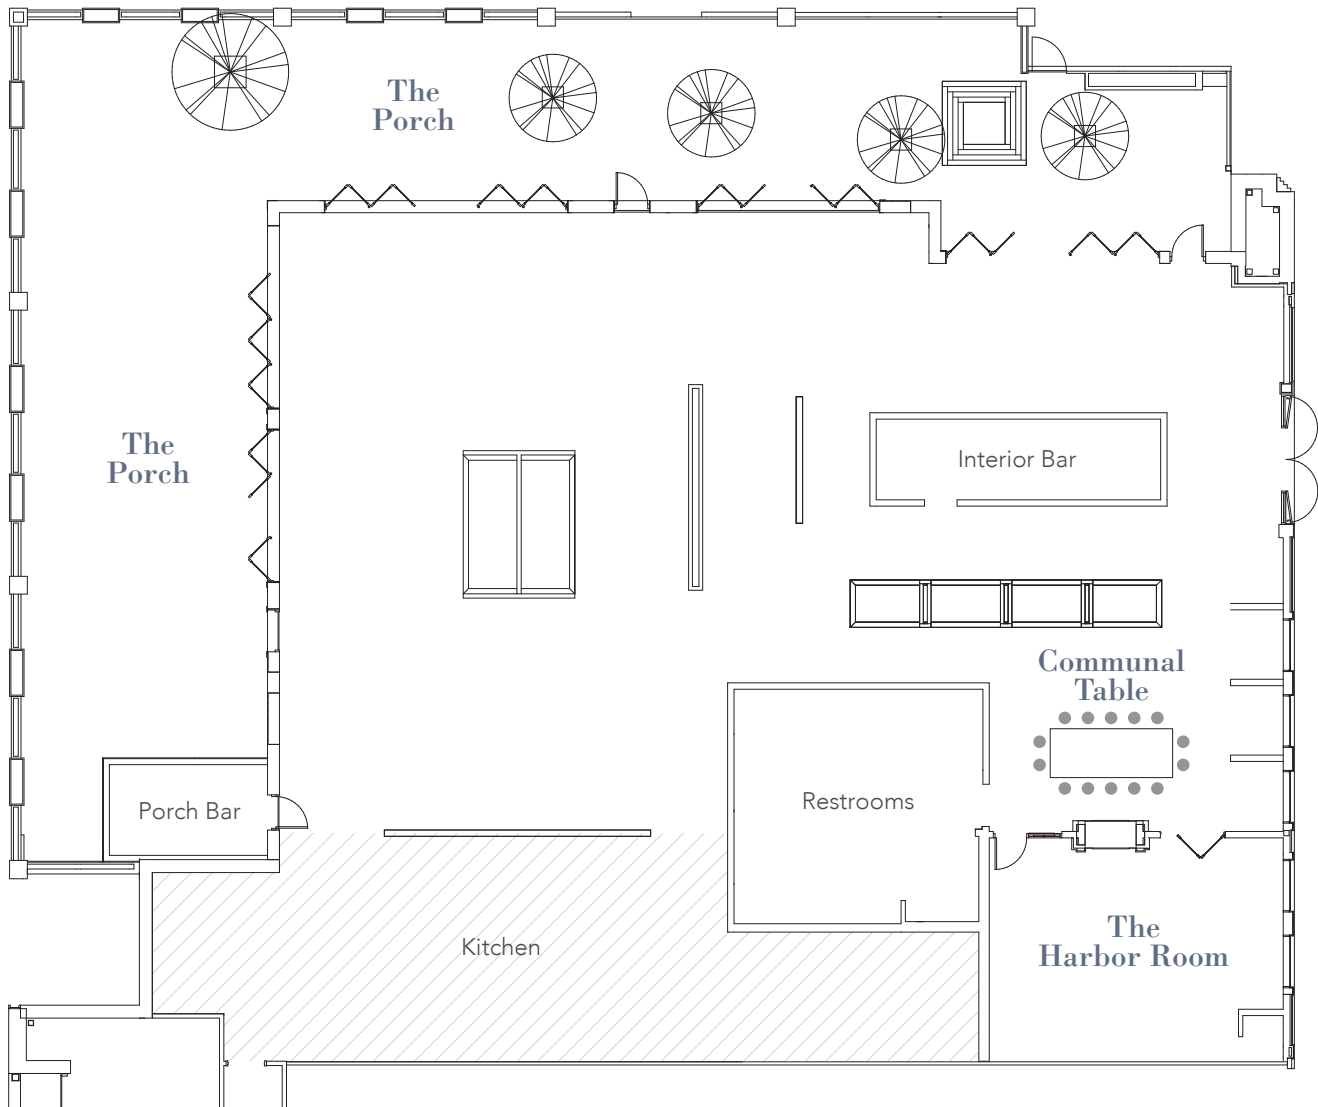 The
Porch
The
Porch
Interior Bar
Communal
Table
Porch Bar
Restrooms
Kitchen
The
Harbor Room